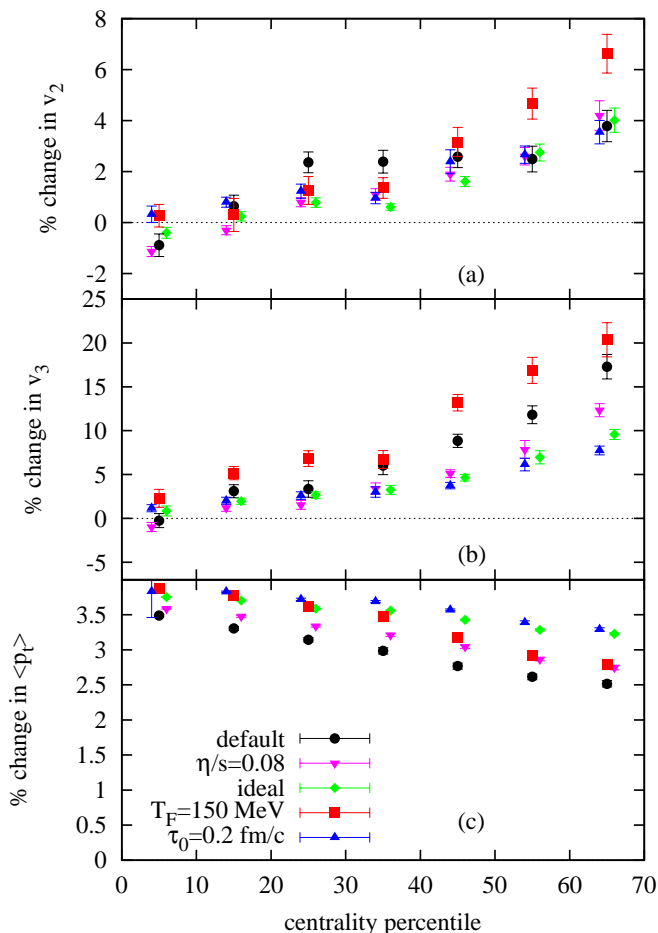 8
6
4
2
0
-2
% change in v2
(a)
25
20
15
10
5
0
-5
% change in v3
(b)
3.5
3
2.5
2
1.5
1
0.5
0
% change in <pt>
default
η/s=0.08
ideal
TF=150 MeV
τ0=0.2 fm/c
(c)
0 10 20 30 40 50 60 70
centrality percentile